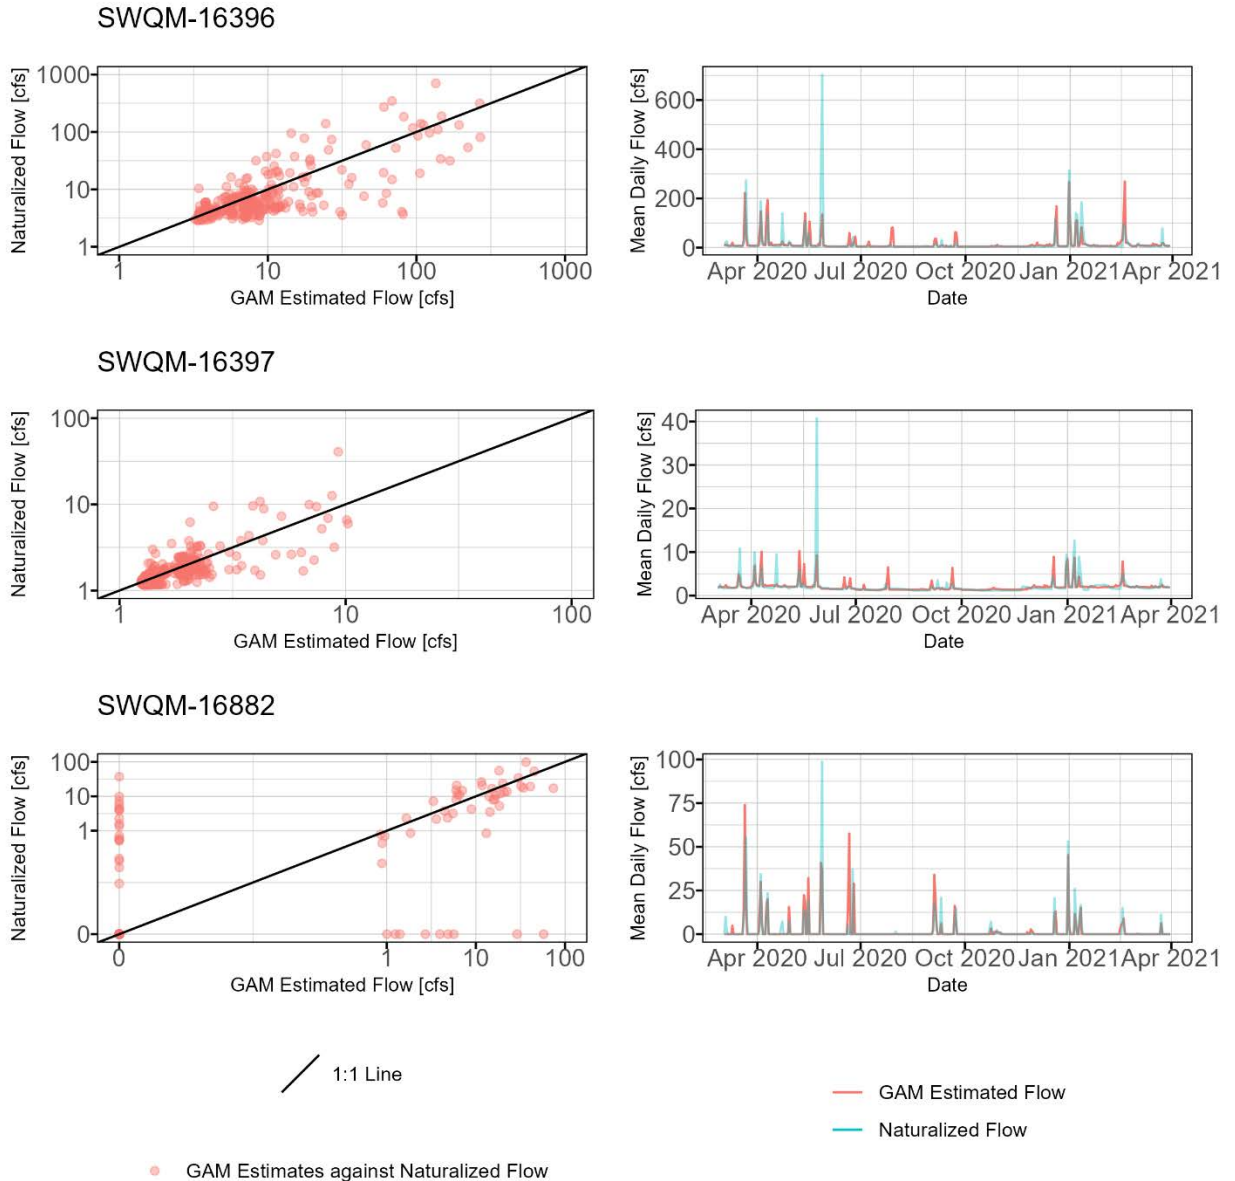 SWQM-16396
Naturalized Flow [cfs]
1000
100
10
1
1 10 100 1000
GAM Estimated Flow [cfs]
Mean Daily Flow [cfs]
600
400
200
0
Apr 2020 Jul 2020 Oct 2020 Jan 2021 Apr 2021
Date
SWQM-16397
Naturalized Flow [cfs]
100
10
1
1 10 100
GAM Estimated Flow [cfs]
Mean Daily Flow [cfs]
40
30
20
10
0
Apr 2020 Jul 2020 Oct 2020 Jan 2021 Apr 2021
Date
SWQM-16882
Naturalized Flow [cfs]
100
10
1
0
0 1 10 100
GAM Estimated Flow [cfs]
Mean Daily Flow [cfs]
100
75
50
25
0
Apr 2020 Jul 2020 Oct 2020 Jan 2021 Apr 2021
Date
1:1 Line
GAM Estimates against Naturalized Flow
GAM Estimated Flow
Naturalized Flow